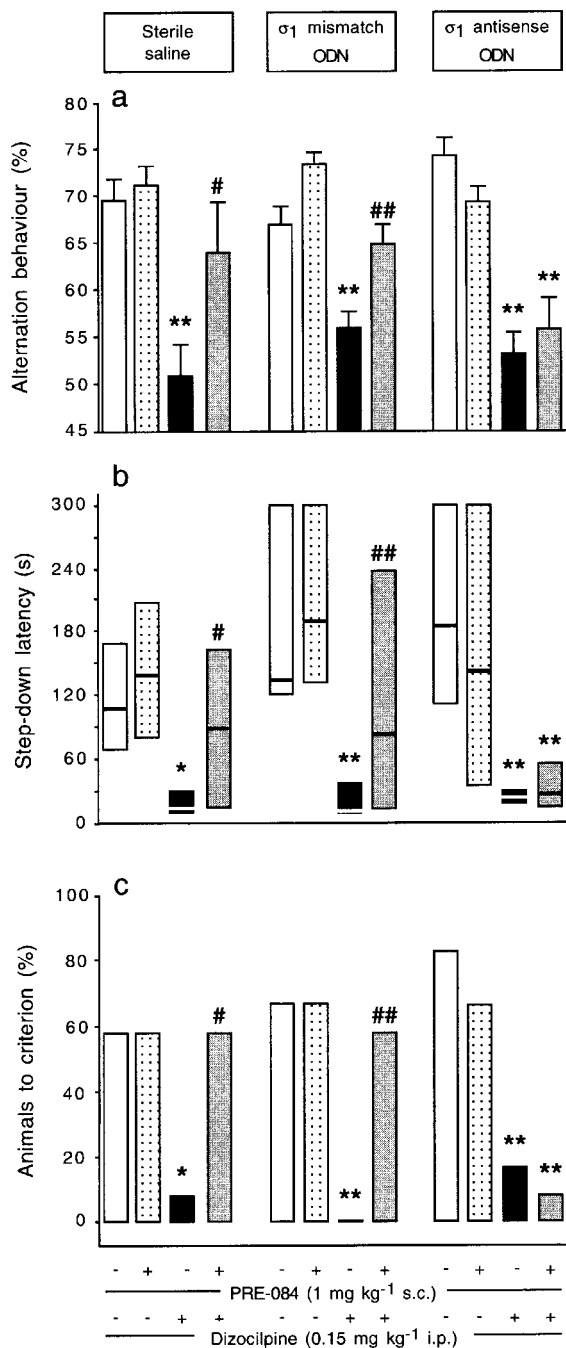 Sterile saline
σ1 mismatch ODN
σ1 antisense ODN
a
Alternation behaviour (%)
80
75
70
65
60
55
50
45
**
#
**
##
**
**
b
Step-down latency (s)
300
240
180
120
60
0
*
#
**
##
**
**
c
Animals to criterion (%)
100
80
60
40
20
0
*
#
**
##
**
**
- + - + - + - + - + - +
PRE-084 (1 mg kg-1 s.c.)
- - + + - - + + - - + +
Dizocilpine (0.15 mg kg-1 i.p.)